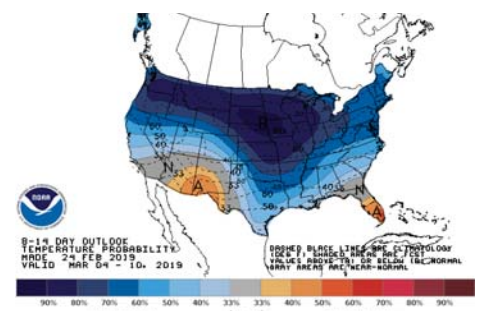 B
N
A
N
A
NOAA
8-14 DAY OUTLOOK
TEMPERATURE PROBABILITY
MADE 24 FEB 2019
VALID MAR 04 - 10, 2019
DASHED BLACK LINES ARE CLIMATOLOGY
(DEG F) SHADED AREAS ARE FCST
VALUES ABOVE (A) OR BELOW (B) NORMAL
GRAY AREAS ARE NEAR-NORMAL
90% 80% 70% 60% 50% 40% 33% 33% 40% 50% 60% 70% 80% 90%